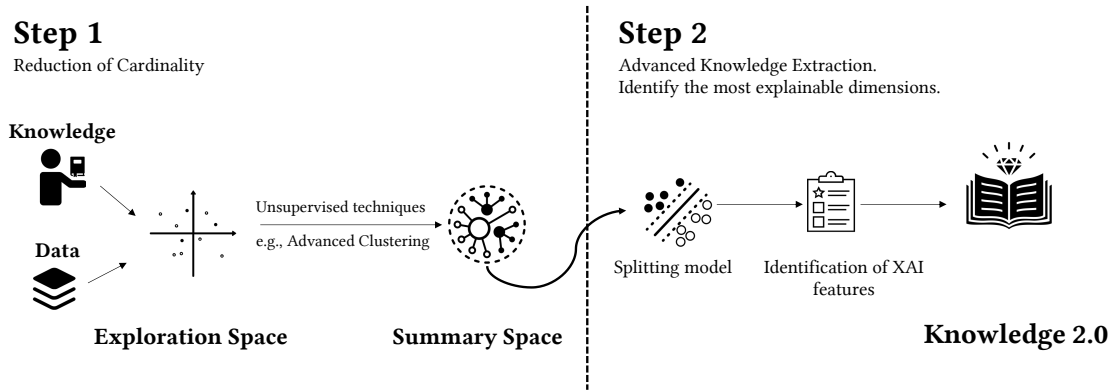 Step 1
Reduction of Cardinality
Knowledge
Data
Unsupervised techniques
e.g., Advanced Clustering
Exploration Space
Summary Space
Step 2
Advanced Knowledge Extraction.
Identify the most explainable dimensions.
Splitting model
Identification of XAI
features
Knowledge 2.0